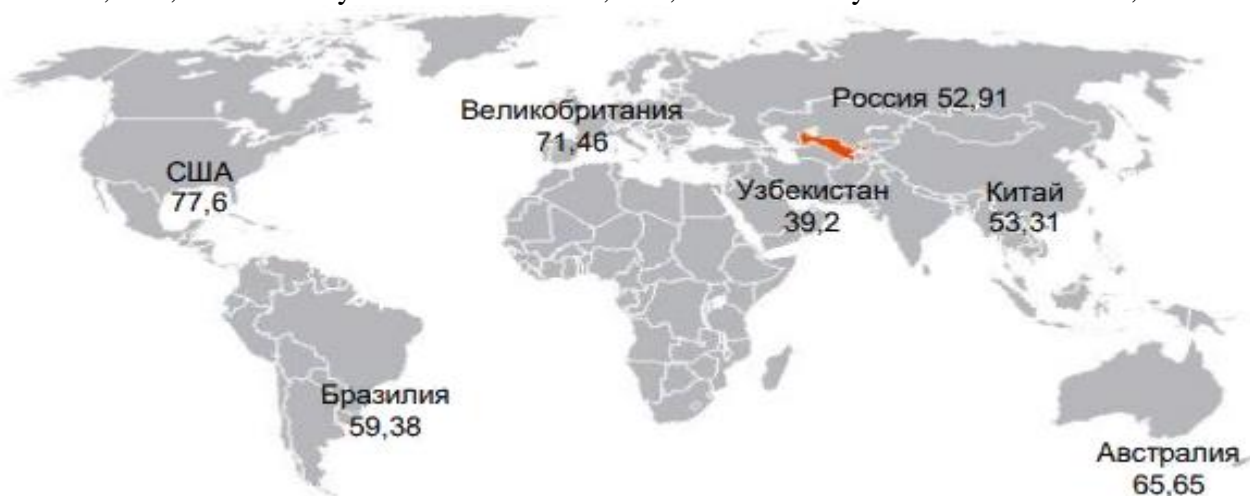 Великобритания
71,46
Россия 52,91
США
77,6
Узбекистан
39,2
Китай
53,31
Бразилия
59,38
Австралия
65,65